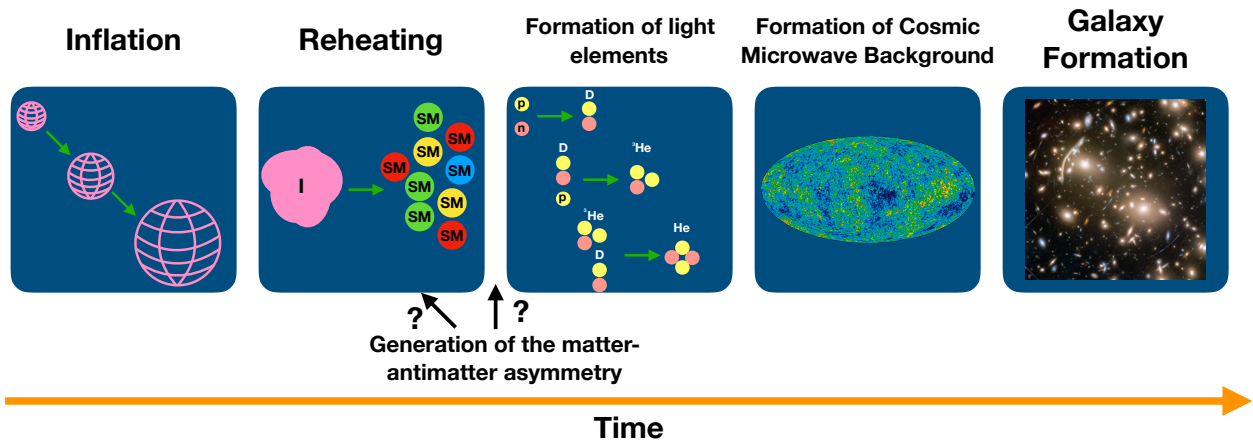 Inflation
Reheating
Formation of light
elements
Formation of Cosmic
Microwave Background
Galaxy
Formation
I
SM
SM
SM
SM
SM
SM
SM
SM
SM
p
n
D
D
p
³He
³He
D
He
?
?
Generation of the matter-
antimatter asymmetry
Time